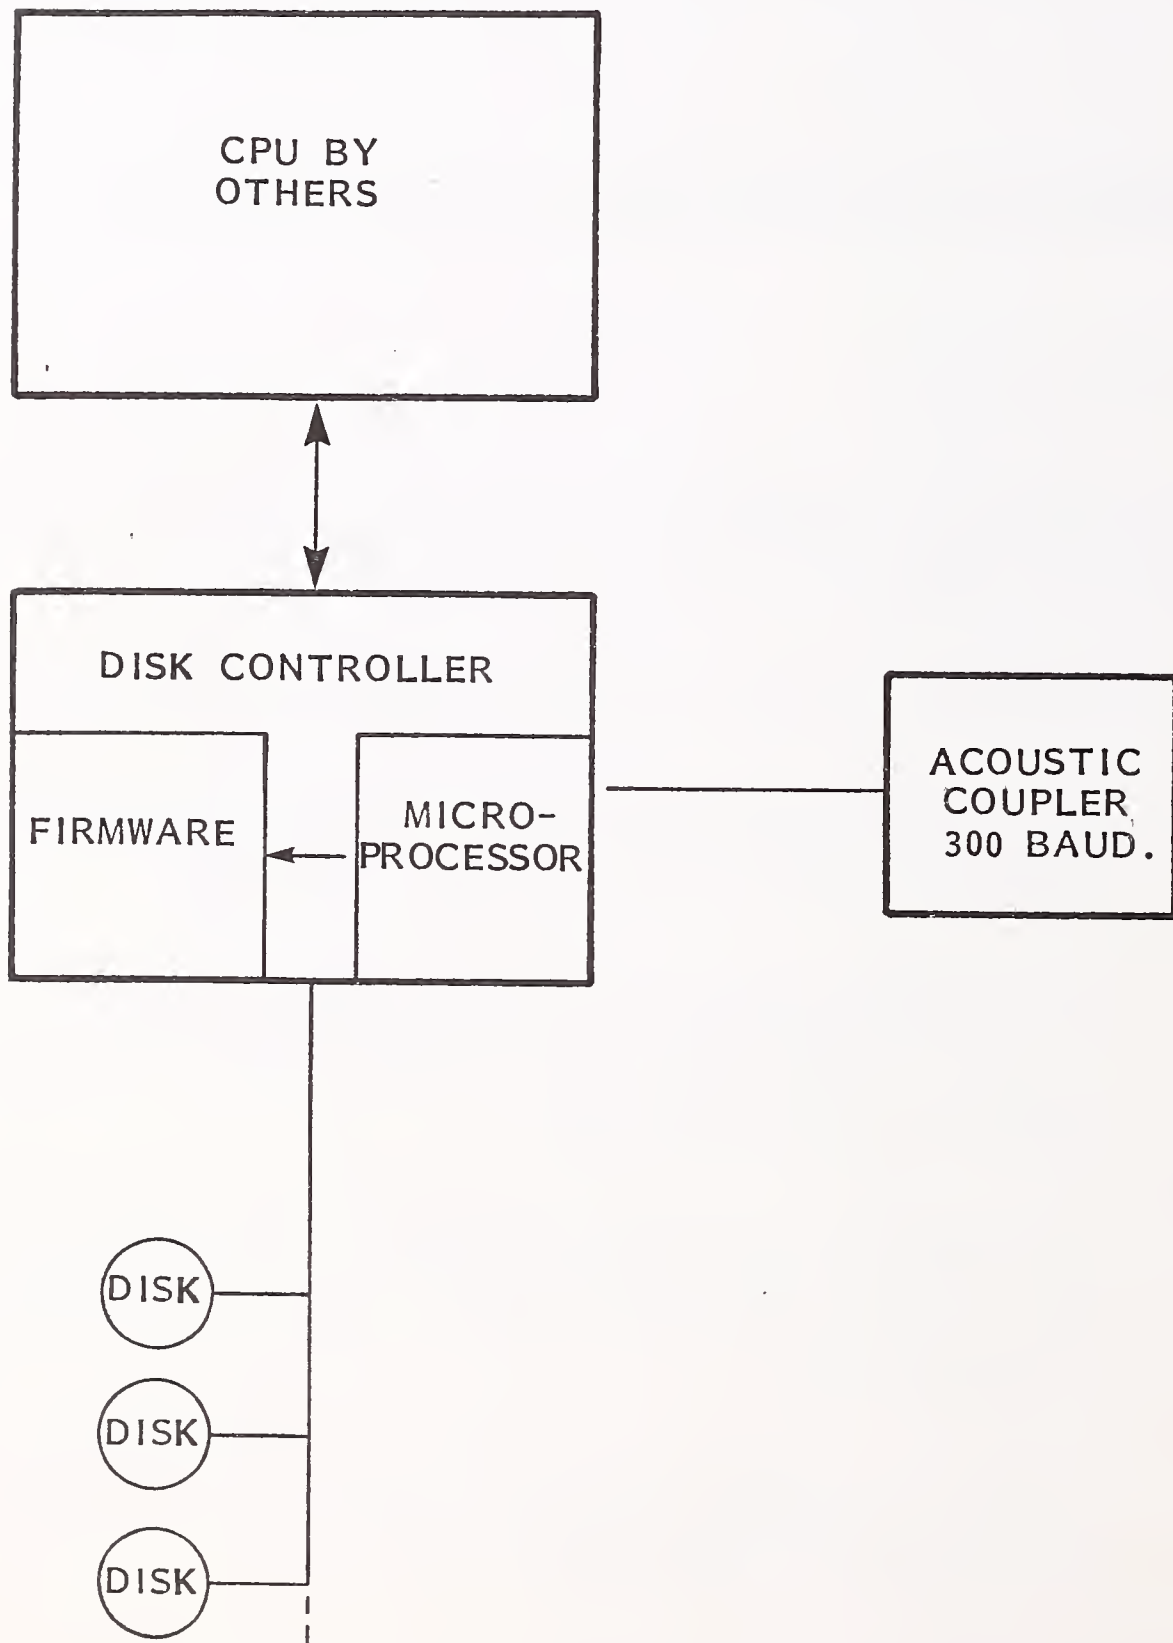 CPU BY
OTHERS
DISK CONTROLLER
FIRMWARE
MICRO-
PROCESSOR
ACOUSTIC
COUPLER
300 BAUD.
DISK
DISK
DISK